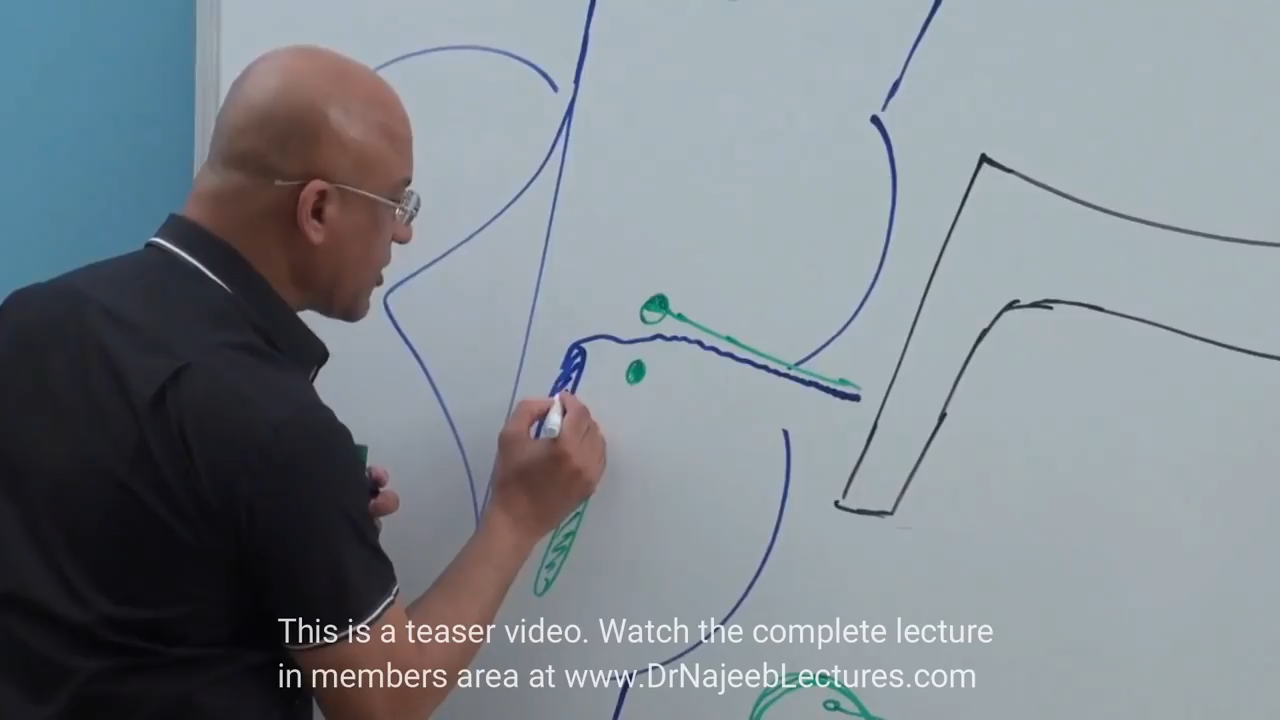 This is a teaser video. Watch the complete lecture
in members area at www.DrNajeebLectures.com